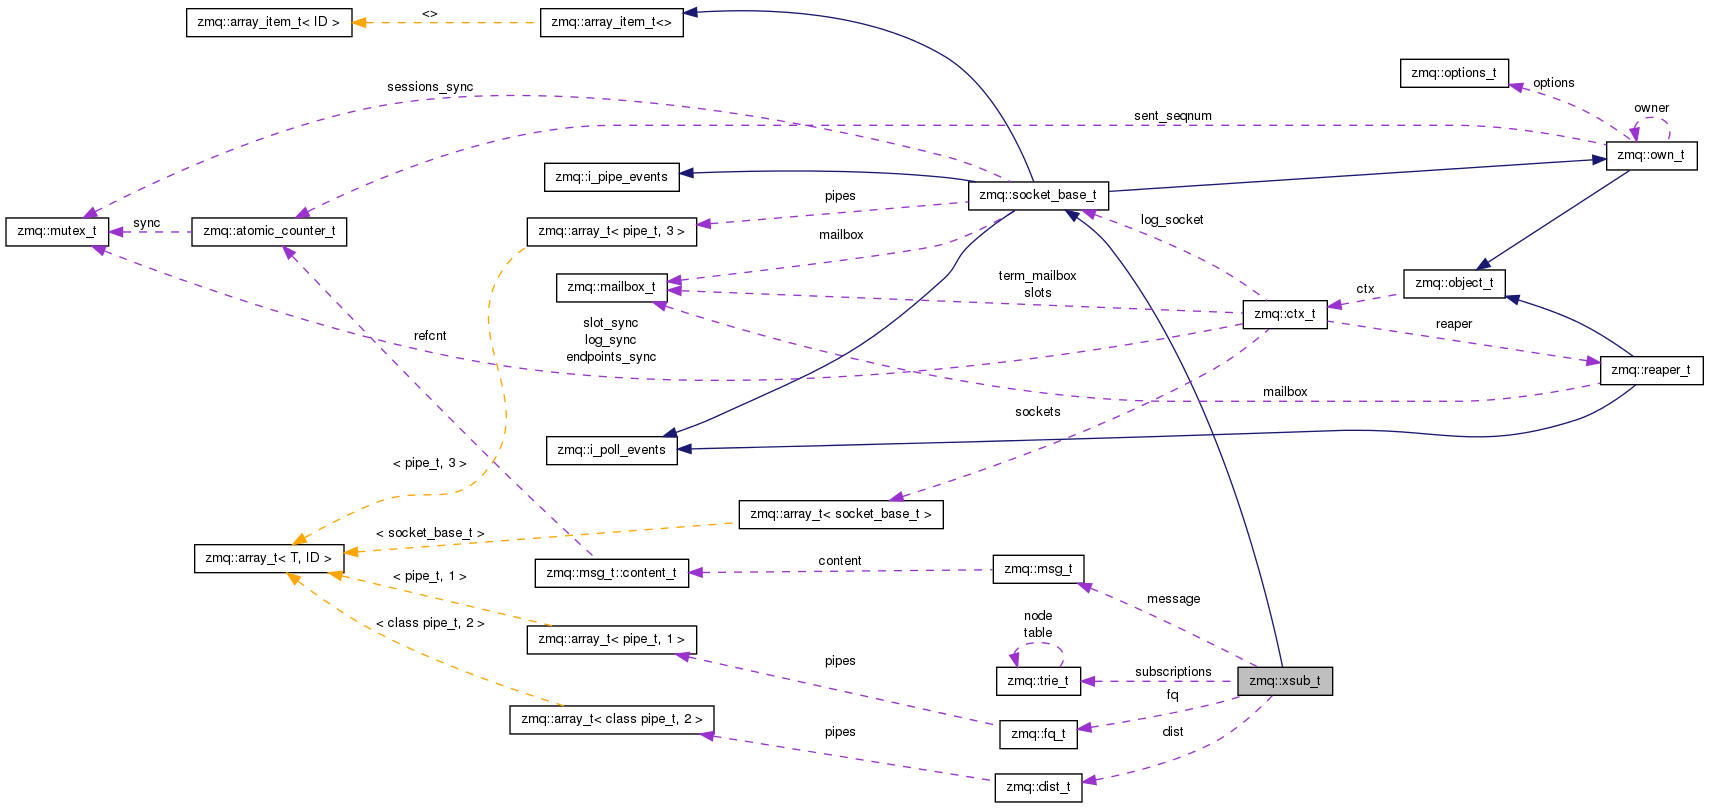 zmq::array_item_t< ID >
<>
zmq::array_item_t<>
zmq::options_t
options
sessions_sync
owner
sent_seqnum
zmq::own_t
zmq::i_pipe_events
zmq::socket_base_t
pipes
log_socket
sync
zmq::mutex_t
zmq::atomic_counter_t
zmq::array_t< pipe_t, 3 >
mailbox
term_mailbox
slots
zmq::mailbox_t
ctx
zmq::object_t
zmq::ctx_t
slot_sync
log_sync
endpoints_sync
refcnt
reaper
zmq::reaper_t
mailbox
sockets
zmq::i_poll_events
< pipe_t, 3 >
zmq::array_t< socket_base_t >
< socket_base_t >
zmq::array_t< T, ID >
content
zmq::msg_t
zmq::msg_t::content_t
< pipe_t, 1 >
message
node
table
< class pipe_t, 2 >
zmq::array_t< pipe_t, 1 >
pipes
subscriptions
zmq::trie_t
zmq::xsub_t
fq
zmq::array_t< class pipe_t, 2 >
pipes
zmq::fq_t
dist
zmq::dist_t